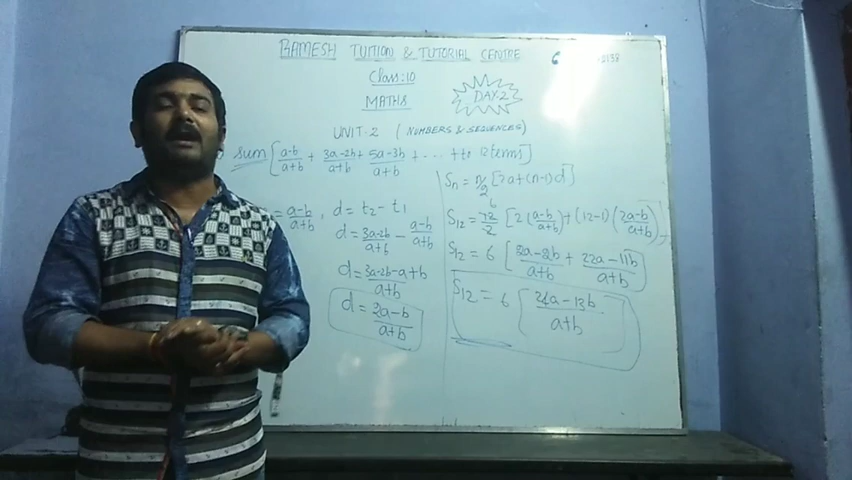 RAMESH TUITION & TUTORIAL CENTRE
Class:10
MATHS
DAY-2
UNIT-2 (NUMBERS & SEQUENCES)
sum [a-b/a+b + 3a-2b/a+b + 5a-3b/a+b + ... + to 12 terms]
= a-b/a+b, d = t₂ - t₁
d = 3a-2b/a+b - a-b/a+b
d = 3a-2b-a+b/a+b
d = 2a-b/a+b
Sₙ = n/2 [2a+(n-1)d]
S₁₂ = 12/2 [2(a-b/a+b)+(12-1)(2a-b/a+b)]
6
S₁₂ = 6 [2a-2b/a+b + 22a-11b/a+b]
S₁₂ = 6 [24a-13b/a+b]